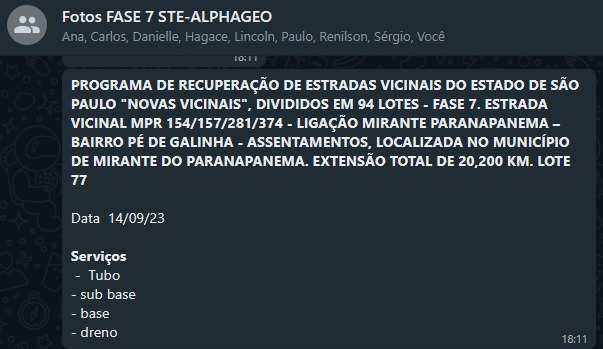 Fotos FASE 7 STE-ALPHAGEO
Ana, Carlos, Danielle, Hagace, Lincoln, Paulo, Renilson, Sérgio, Você
18:11
PROGRAMA DE RECUPERAÇÃO DE ESTRADAS VICINAIS DO ESTADO DE SÃO
PAULO "NOVAS VICINAIS", DIVIDIDOS EM 94 LOTES - FASE 7. ESTRADA
VICINAL MPR 154/157/281/374 - LIGAÇÃO MIRANTE PARANAPANEMA –
BAIRRO PÉ DE GALINHA - ASSENTAMENTOS, LOCALIZADA NO MUNICÍPIO
DE MIRANTE DO PARANAPANEMA. EXTENSÃO TOTAL DE 20,200 KM. LOTE
77
Data 14/09/23
Serviços
- Tubo
- sub base
- base
- dreno
18:11